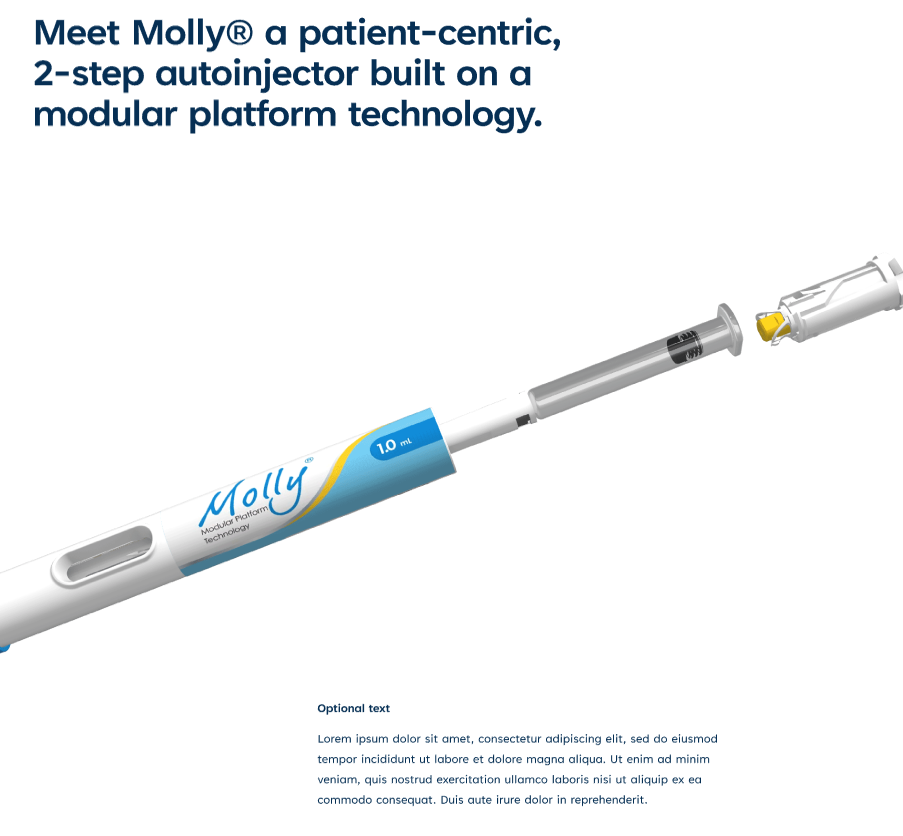 Meet Molly® a patient-centric,
2-step autoinjector built on a
modular platform technology.
1.0 mL
Molly®
Modular Platform
Technology
Optional text
Lorem ipsum dolor sit amet, consectetur adipiscing elit, sed do eiusmod
tempor incididunt ut labore et dolore magna aliqua. Ut enim ad minim
veniam, quis nostrud exercitation ullamco laboris nisi ut aliquip ex ea
commodo consequat. Duis aute irure dolor in reprehenderit.